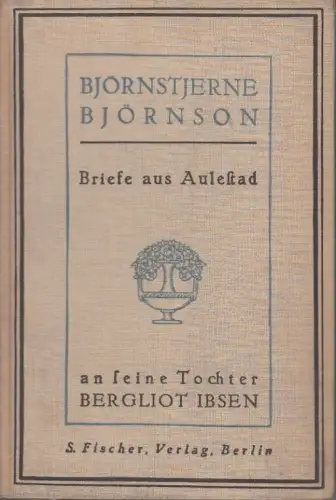 BJÖRNSTJERNE
BJÖRNSON
Briefe aus Auleſtad
an ſeine Tochter
BERGLIOT IBSEN
S. Fischer, Verlag, Berlin